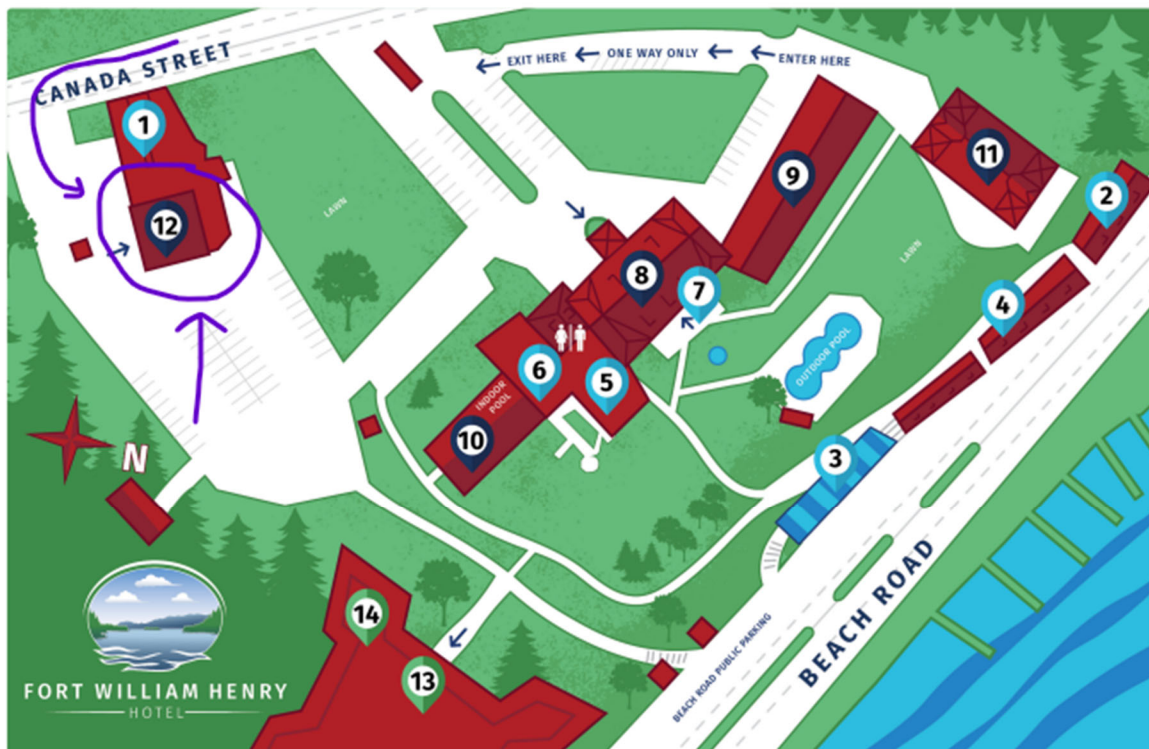 CANADA STREET
EXIT HERE
ONE WAY ONLY
ENTER HERE
1
12
LAWN
9
11
2
8
7
LAWN
4
6
5
OUTDOOR POOL
INDOOR
POOL
10
3
N
14
13
FORT WILLIAM HENRY
HOTEL
BEACH ROAD PUBLIC PARKING
BEACH ROAD